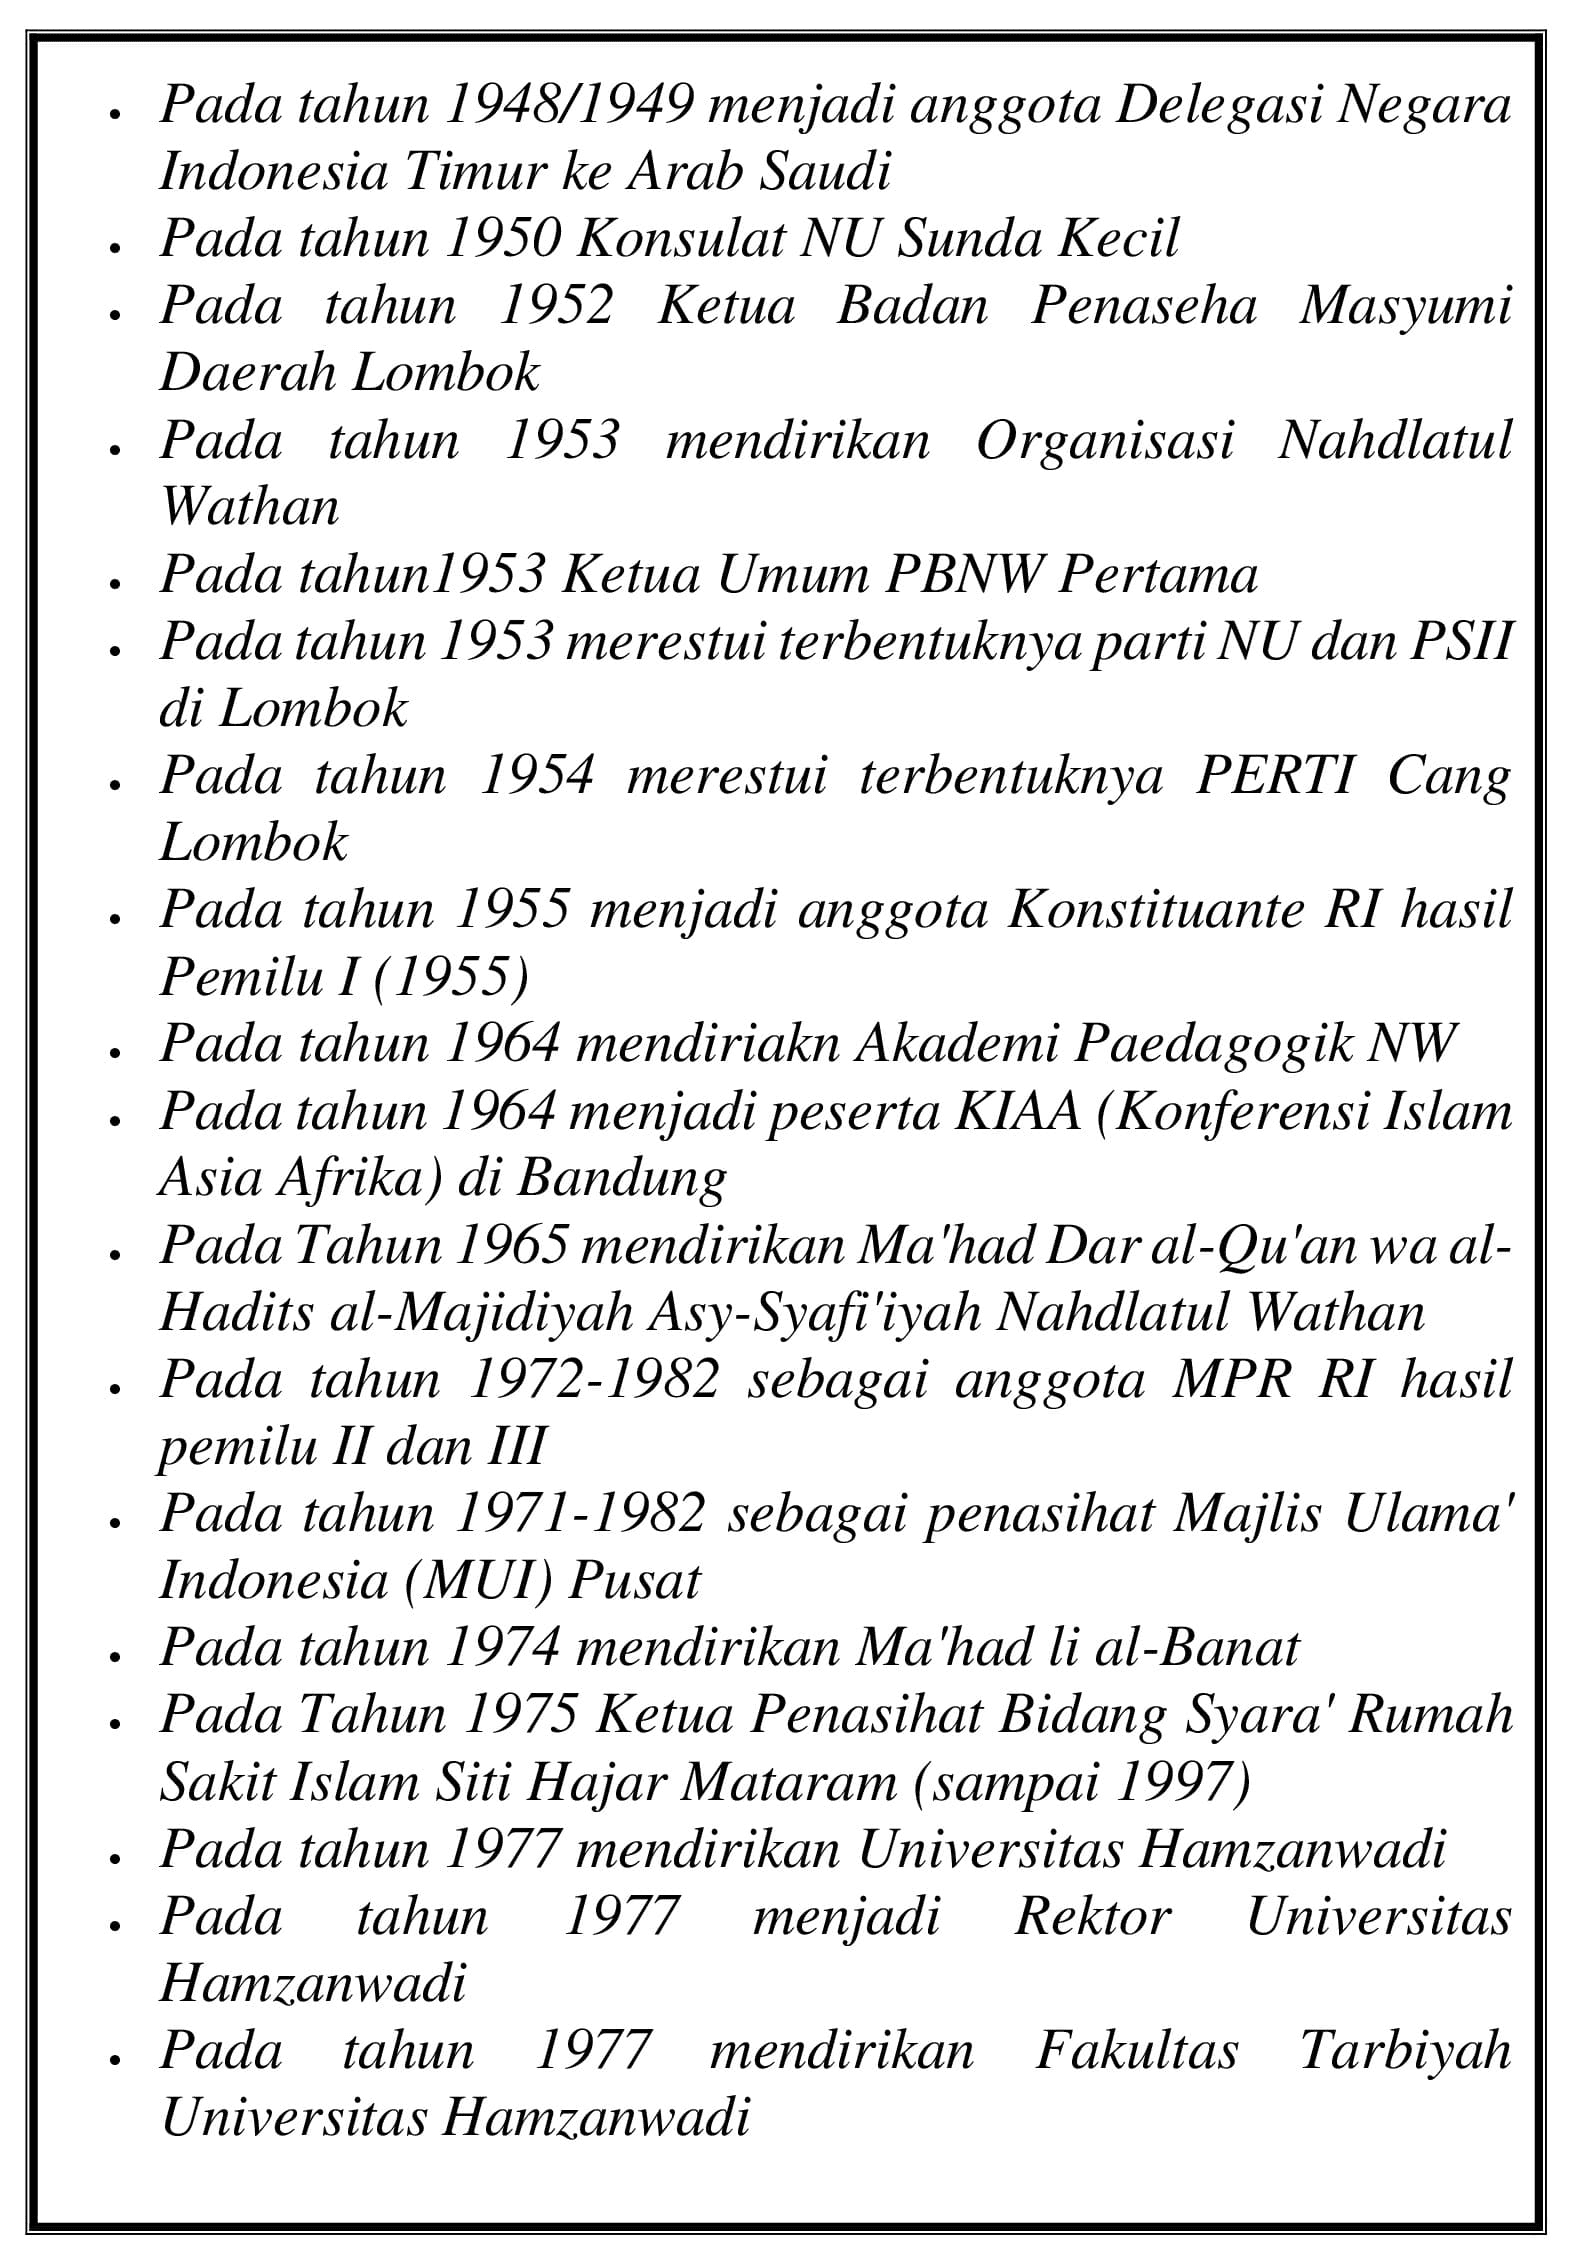 • Pada tahun 1948/1949 menjadi anggota Delegasi Negara
Indonesia Timur ke Arab Saudi
• Pada tahun 1950 Konsulat NU Sunda Kecil
• Pada tahun 1952 Ketua Badan Penaseha Masyumi
Daerah Lombok
• Pada tahun 1953 mendirikan Organisasi Nahdlatul
Wathan
• Pada tahun1953 Ketua Umum PBNW Pertama
• Pada tahun 1953 merestui terbentuknya parti NU dan PSII
di Lombok
• Pada tahun 1954 merestui terbentuknya PERTI Cang
Lombok
• Pada tahun 1955 menjadi anggota Konstituante RI hasil
Pemilu I (1955)
• Pada tahun 1964 mendiriakn Akademi Paedagogik NW
• Pada tahun 1964 menjadi peserta KIAA (Konferensi Islam
Asia Afrika) di Bandung
• Pada Tahun 1965 mendirikan Ma'had Dar al-Qu'an wa al-
Hadits al-Majidiyah Asy-Syafi'iyah Nahdlatul Wathan
• Pada tahun 1972-1982 sebagai anggota MPR RI hasil
pemilu II dan III
• Pada tahun 1971-1982 sebagai penasihat Majlis Ulama'
Indonesia (MUI) Pusat
• Pada tahun 1974 mendirikan Ma'had li al-Banat
• Pada Tahun 1975 Ketua Penasihat Bidang Syara' Rumah
Sakit Islam Siti Hajar Mataram (sampai 1997)
• Pada tahun 1977 mendirikan Universitas Hamzanwadi
• Pada tahun 1977 menjadi Rektor Universitas
Hamzanwadi
• Pada tahun 1977 mendirikan Fakultas Tarbiyah
Universitas Hamzanwadi